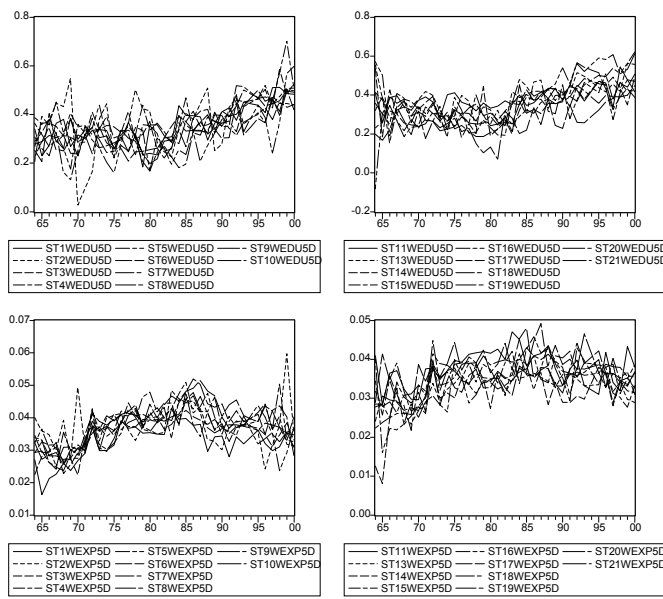 0.8
0.6
0.4
0.2
0.0
65 70 75 80 85 90 95 00
ST1WEDU5D ST5WEDU5D ST9WEDU5D
ST2WEDU5D ST6WEDU5D ST10WEDU5D
ST3WEDU5D ST7WEDU5D
ST4WEDU5D ST8WEDU5D
0.8
0.6
0.4
0.2
0.0
-0.2
65 70 75 80 85 90 95 00
ST11WEDU5D ST16WEDU5D ST20WEDU5D
ST13WEDU5D ST17WEDU5D ST21WEDU5D
ST14WEDU5D ST18WEDU5D
ST15WEDU5D ST19WEDU5D
0.07
0.06
0.05
0.04
0.03
0.02
0.01
65 70 75 80 85 90 95 00
ST1WEXP5D ST5WEXP5D ST9WEXP5D
ST2WEXP5D ST6WEXP5D ST10WEXP5D
ST3WEXP5D ST7WEXP5D
ST4WEXP5D ST8WEXP5D
0.05
0.04
0.03
0.02
0.01
0.00
65 70 75 80 85 90 95 00
ST11WEXP5D ST16WEXP5D ST20WEXP5D
ST13WEXP5D ST17WEXP5D ST21WEXP5D
ST14WEXP5D ST18WEXP5D
ST15WEXP5D ST19WEXP5D